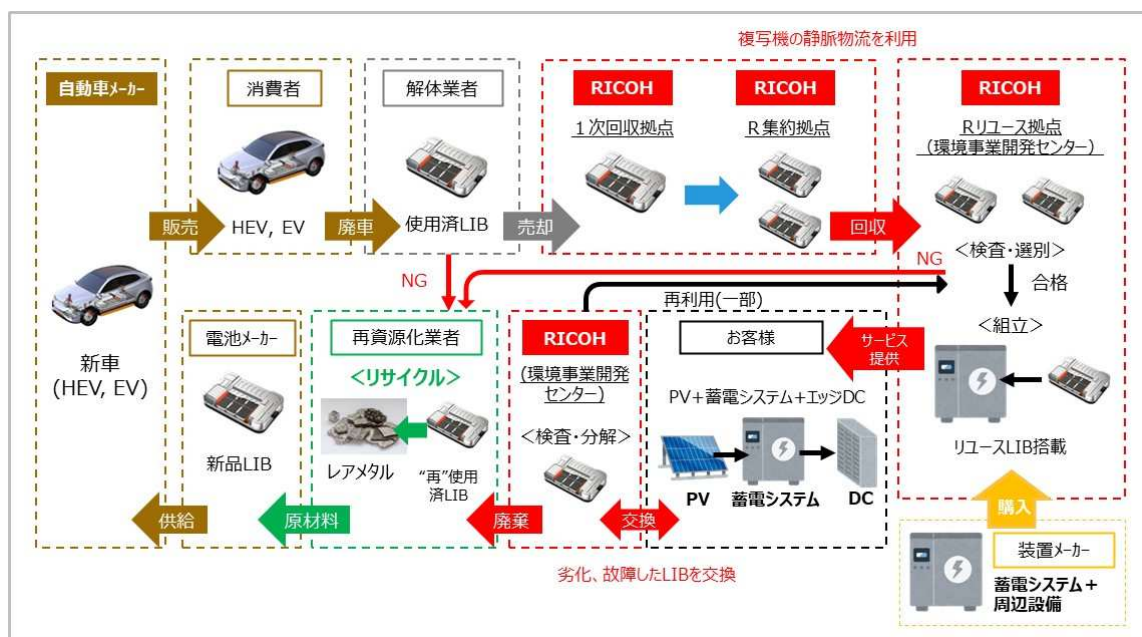 複写機の静脈物流を利用
自動車メーカー
消費者
解体業者
RICOH
RICOH
RICOH
1次回収拠点
R集約拠点
Rリユース拠点
(環境事業開発センター)
販売
HEV, EV
廃車
使用済LIB
売却
回収
<検査・選別>
NG
NG
合格
再利用(一部)
<組立>
新車
(HEV, EV)
電池メーカー
再資源化業者
RICOH
お客様
サービス
提供
<リサイクル>
(環境事業開発
センター)
PV+蓄電システム+エッジDC
<検査・分解>
新品LIB
レアメタル
“再”使用
済LIB
リユースLIB搭載
PV
蓄電システム
DC
供給
原材料
廃棄
交換
購入
劣化、故障したLIBを交換
装置メーカー
蓄電システム+
周辺設備